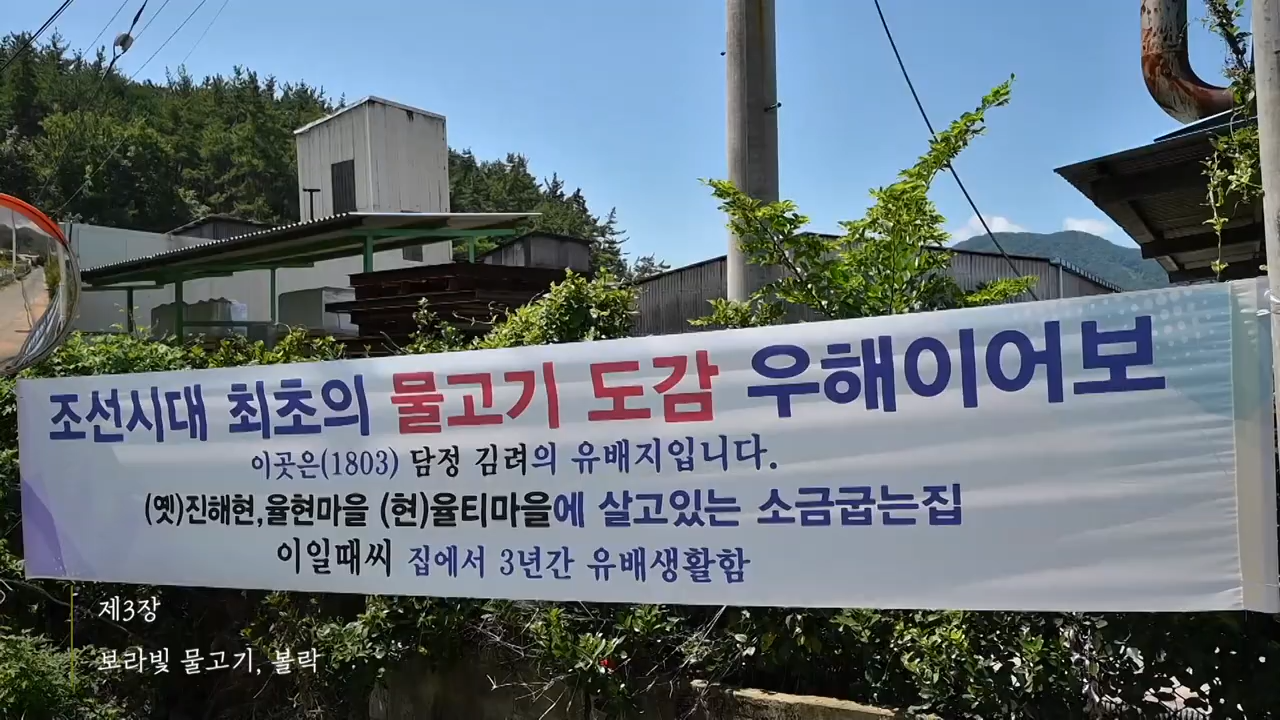 조선시대 최초의 물고기 도감 우해이어보
이곳은(1803) 담정 김려의 유배지입니다.
(옛)진해현,율현마을 (현)율티마을에 살고있는 소금굽는집
이일때씨 집에서 3년간 유배생활함
제3장
보라빛 물고기, 볼락